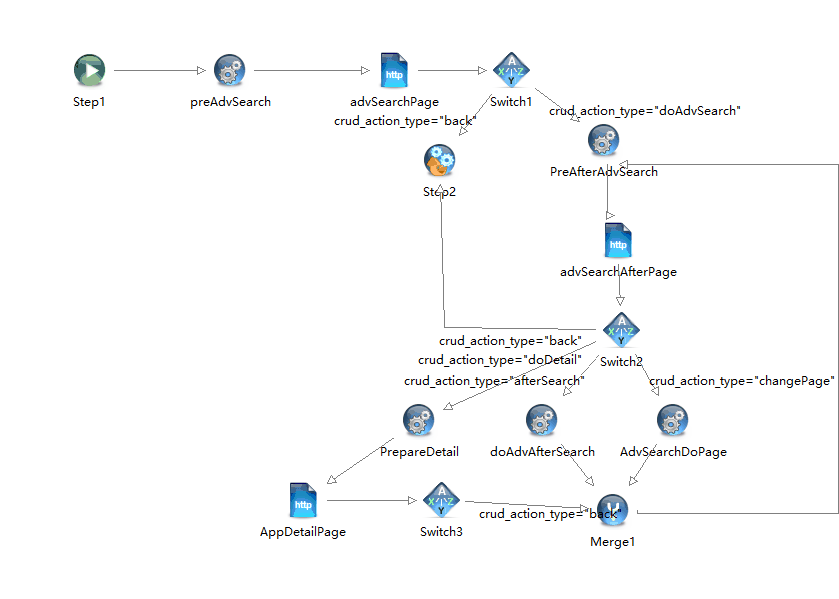 Step1
preAdvSearch
http
advSearchPage
A
X
Z
Y
Switch1
crud_action_type="back"
crud_action_type="doAdvSearch"
Step2
PreAfterAdvSearch
http
advSearchAfterPage
A
X
Z
Y
Switch2
crud_action_type="back"
crud_action_type="doDetail"
crud_action_type="afterSearch"
crud_action_type="changePage"
PrepareDetail
doAdvAfterSearch
AdvSearchDoPage
http
AppDetailPage
A
X
Z
Y
Switch3
crud_action_type="back"
Merge1